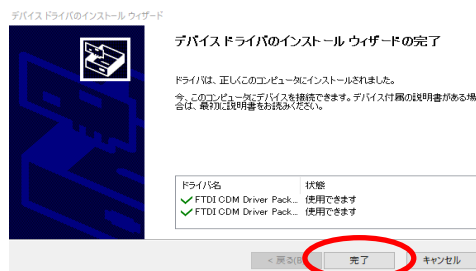 デバイス ドライバのインストール ウィザード
デバイス ドライバのインストール ウィザードの完了
ドライバは、正しくこのコンピュータにインストールされました。
今、このコンピュータにデバイスを接続できます。デバイス付属の説明書がある場
合は、最初に説明書をお読みください。
ドライバ名 状態
FTDI CDM Driver Pack... 使用できます
FTDI CDM Driver Pack... 使用できます
< 戻る(B 完了 キャンセル